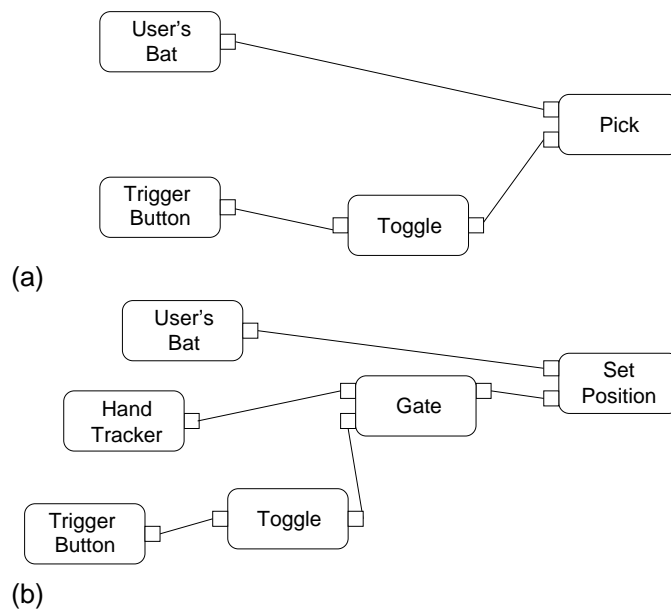 User's
Bat
Pick
Trigger
Button
Toggle
(a)
User's
Bat
Set
Position
Hand
Tracker
Gate
Trigger
Button
Toggle
(b)